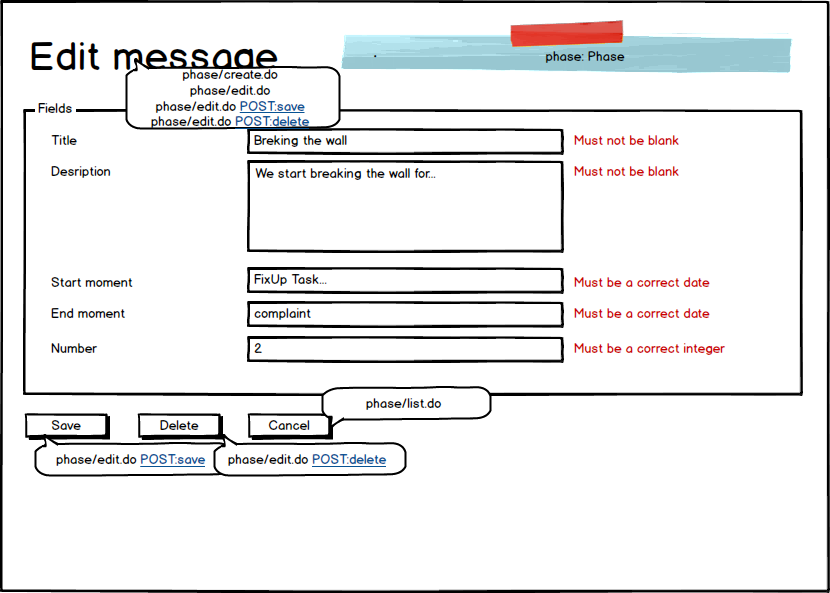 Edit message
phase: Phase
phase/create.do
phase/edit.do
phase/edit.do POST:save
phase/edit.do POST:delete
Fields
Title
Breking the wall
Must not be blank
Desription
We start breaking the wall for...
Must not be blank
Start moment
FixUp Task...
Must be a correct date
End moment
complaint
Must be a correct date
Number
2
Must be a correct integer
phase/list.do
Save
Delete
Cancel
phase/edit.do POST:save
phase/edit.do POST:delete